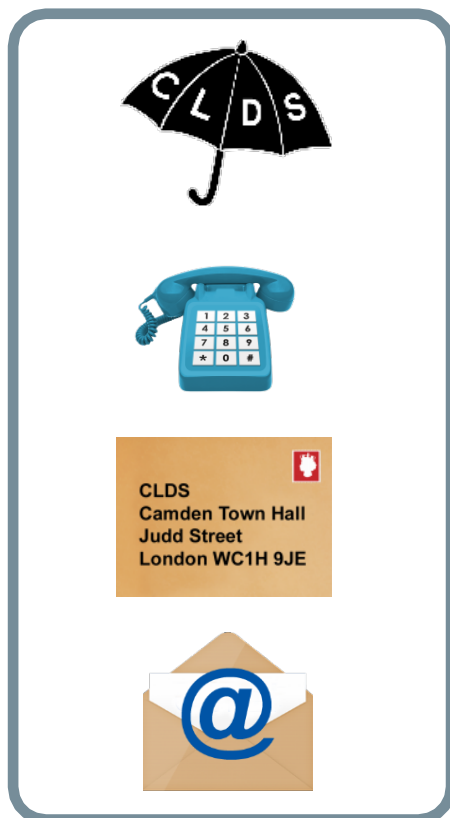 CLDS
1 2 3
4 5 6
7 8 9
* 0 #
CLDS
Camden Town Hall
Judd Street
London WC1H 9JE
@